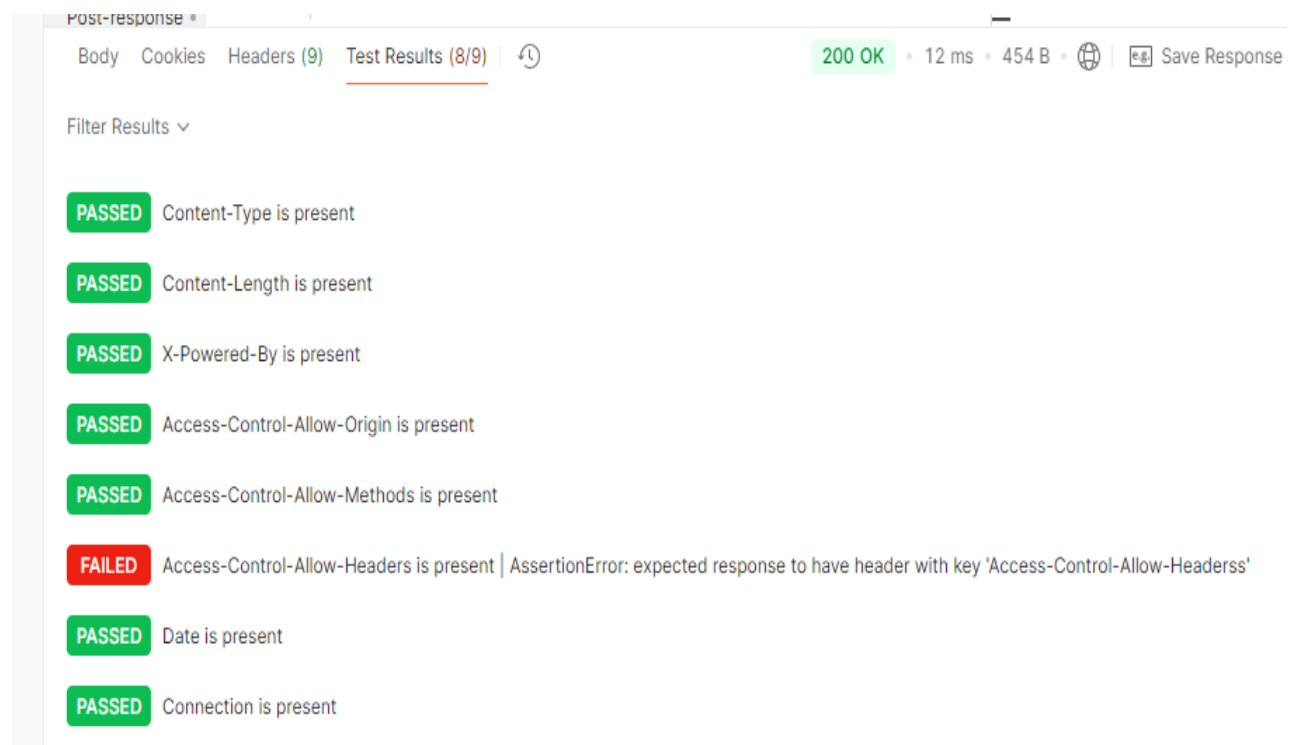 Post-response
Body Cookies Headers (9) Test Results (8/9) 200 OK 12 ms 454 B e.g. Save Response
Filter Results
PASSED Content-Type is present
PASSED Content-Length is present
PASSED X-Powered-By is present
PASSED Access-Control-Allow-Origin is present
PASSED Access-Control-Allow-Methods is present
FAILED Access-Control-Allow-Headers is present | AssertionError: expected response to have header with key 'Access-Control-Allow-Headerss'
PASSED Date is present
PASSED Connection is present